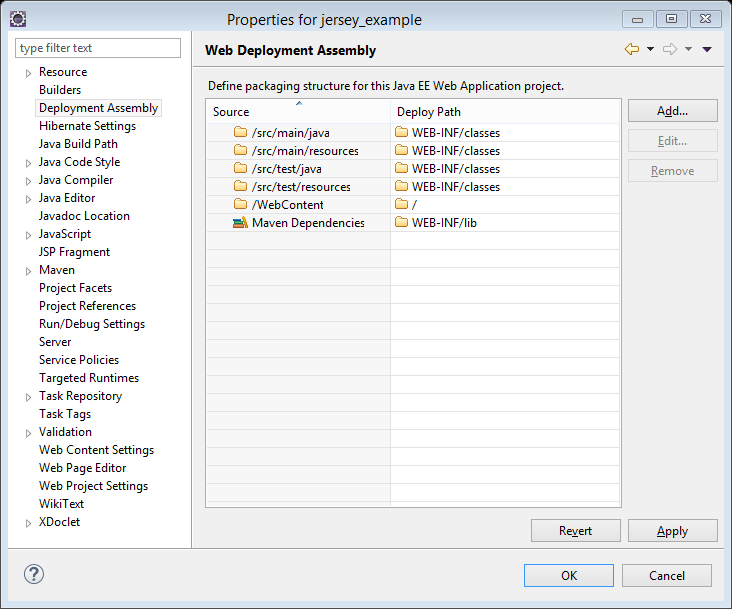 Properties for jersey_example
type filter text
Resource
Builders
Deployment Assembly
Hibernate Settings
Java Build Path
Java Code Style
Java Compiler
Java Editor
Javadoc Location
JavaScript
JSP Fragment
Maven
Project Facets
Project References
Run/Debug Settings
Server
Service Policies
Targeted Runtimes
Task Repository
Task Tags
Validation
Web Content Settings
Web Page Editor
Web Project Settings
WikiText
XDoclet
Web Deployment Assembly
Define packaging structure for this Java EE Web Application project.
Source Deploy Path
/src/main/java WEB-INF/classes
/src/main/resources WEB-INF/classes
/src/test/java WEB-INF/classes
/src/test/resources WEB-INF/classes
/WebContent /
Maven Dependencies WEB-INF/lib
Add...
Edit...
Remove
Revert Apply
? OK Cancel